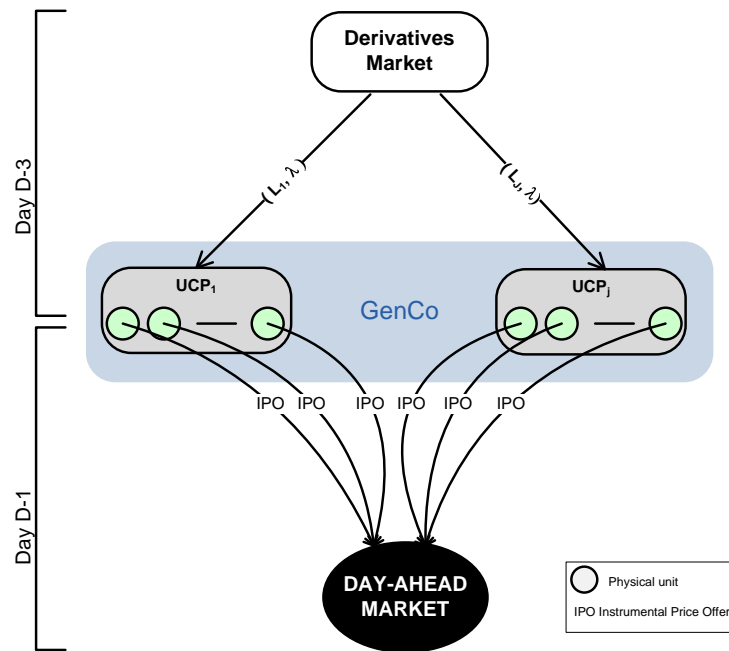 Derivatives
Market
Day D-3
(L₁, λ)
(LJ, λ)
UCP₁
UCPj
GenCo
IPO IPO IPO IPO IPO IPO
Day D-1
DAY-AHEAD
MARKET
Physical unit
IPO Instrumental Price Offer